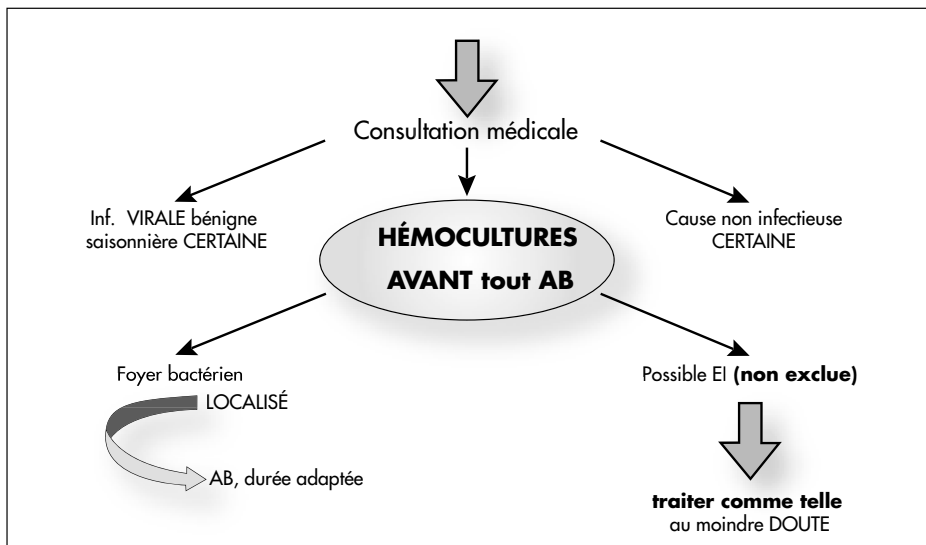 Consultation médicale
Inf. VIRALE bénigne
saisonnière CERTAINE
Cause non infectieuse
CERTAINE
HÉMOCULTURES
AVANT tout AB
Foyer bactérien
LOCALISÉ
AB, durée adaptée
Possible EI (non exclue)
traiter comme telle
au moindre DOUTE